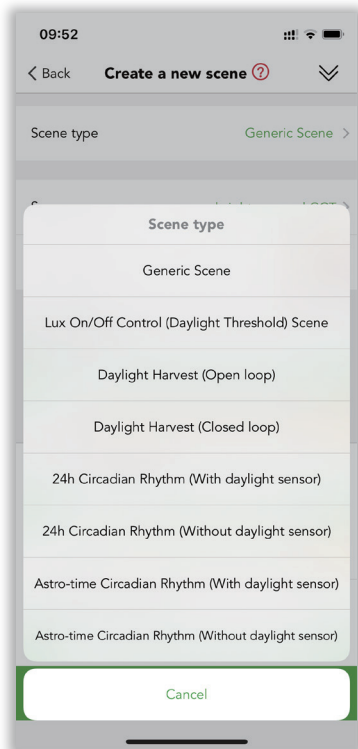 09:52
Back Create a new scene ?
Scene type Generic Scene
Scene type
Generic Scene
Lux On/Off Control (Daylight Threshold) Scene
Daylight Harvest (Open loop)
Daylight Harvest (Closed loop)
24h Circadian Rhythm (With daylight sensor)
24h Circadian Rhythm (Without daylight sensor)
Astro-time Circadian Rhythm (With daylight sensor)
Astro-time Circadian Rhythm (Without daylight sensor)
Cancel